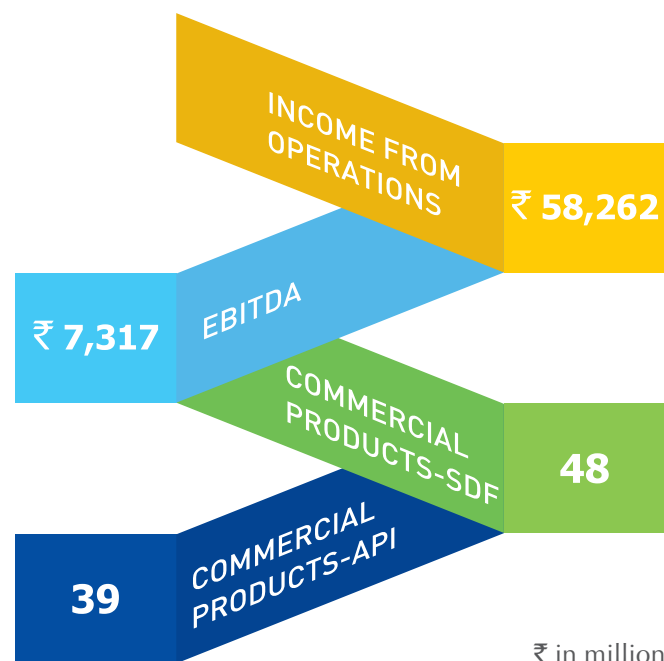 INCOME FROM
OPERATIONS
₹ 58,262
EBITDA
₹ 7,317
COMMERCIAL
PRODUCTS-SDF
48
COMMERCIAL
PRODUCTS-API
39
₹ in million